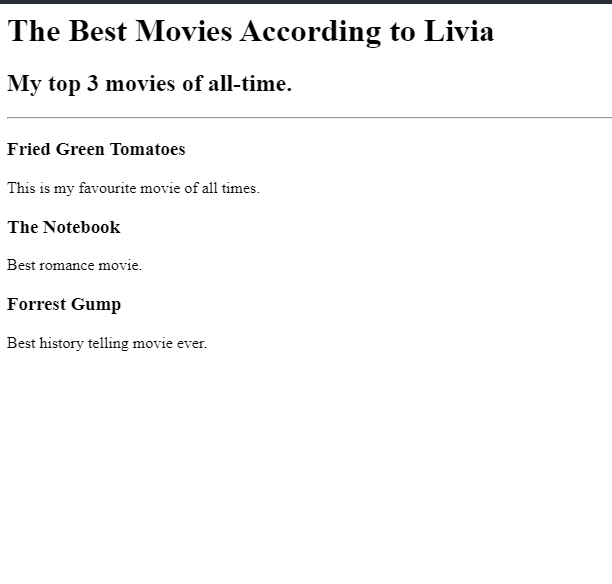 The Best Movies According to Livia
My top 3 movies of all-time.
Fried Green Tomatoes
This is my favourite movie of all times.
The Notebook
Best romance movie.
Forrest Gump
Best history telling movie ever.